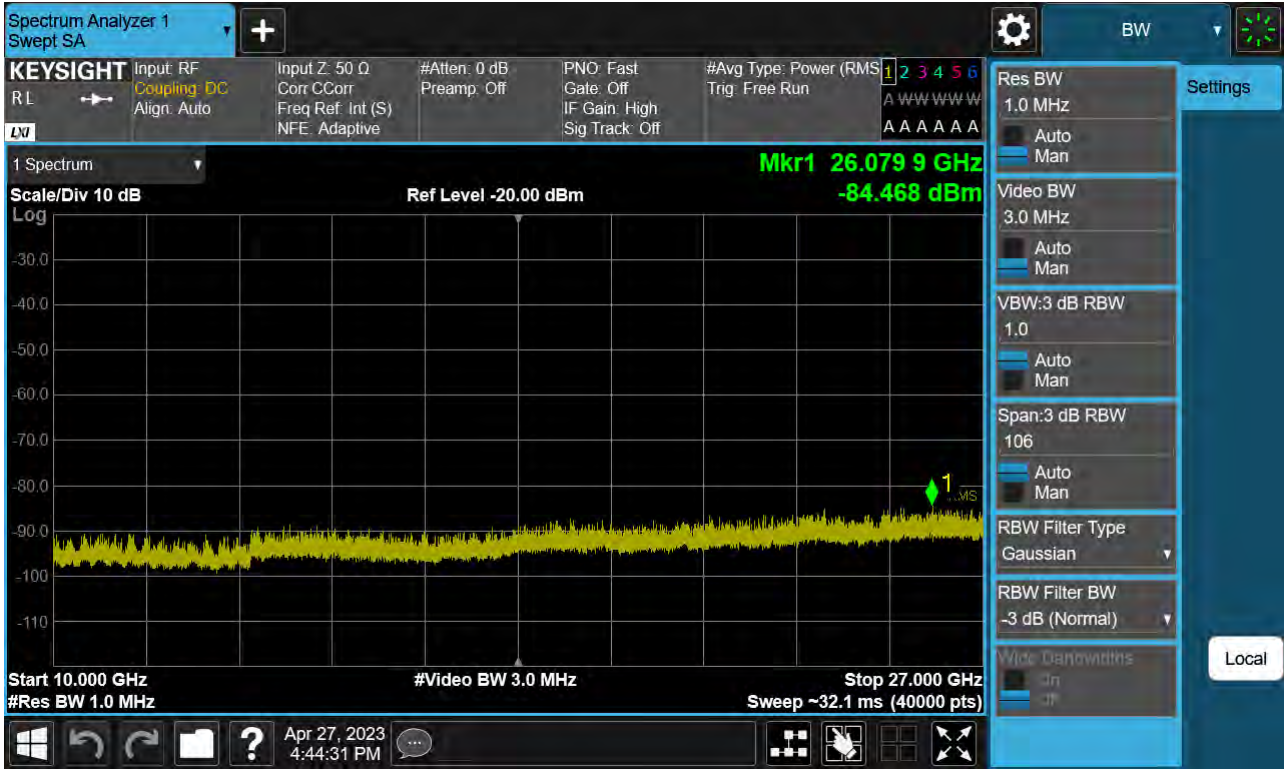 Spectrum Analyzer 1
Swept SA
+
BW
KEYSIGHT
RL
LXI
Input: RF
Coupling: DC
Align: Auto
Input Z: 50 Ω
Corr CCorr
Freq Ref: Int (S)
NFE: Adaptive
#Atten: 0 dB
Preamp: Off
PNO: Fast
Gate: Off
IF Gain: High
Sig Track: Off
#Avg Type: Power (RMS
Trig: Free Run
1 2 3 4 5 6
A W W W W W
A A A A A A
1 Spectrum
Mkr1 26.079 9 GHz
Scale/Div 10 dB
Ref Level -20.00 dBm
-84.468 dBm
Log
-30.0
-40.0
-50.0
-60.0
-70.0
-80.0
-90.0
-100
-110
1
Start 10.000 GHz
#Video BW 3.0 MHz
Stop 27.000 GHz
#Res BW 1.0 MHz
Sweep ~32.1 ms (40000 pts)
?
Apr 27, 2023
4:44:31 PM
Res BW
1.0 MHz
Auto
Man
Video BW
3.0 MHz
Auto
Man
VBW:3 dB RBW
1.0
Auto
Man
Span:3 dB RBW
106
Auto
Man
RBW Filter Type
Gaussian
RBW Filter BW
-3 dB (Normal)
Settings
Local